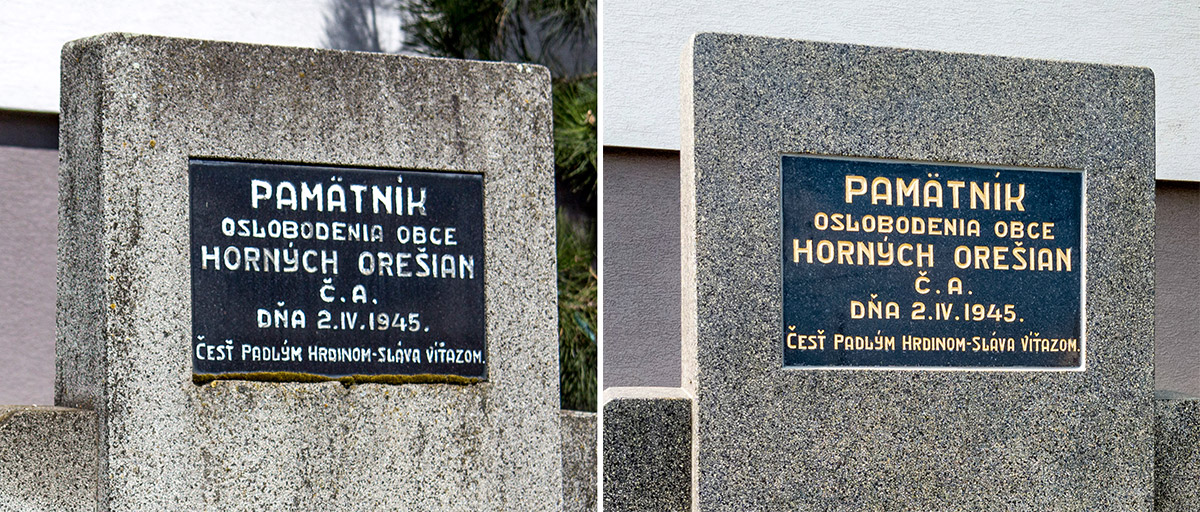 PAMÄTNÍK
OSLOBODENIA OBCE
HORNÝCH OREŠIAN
Č.A.
DŇA 2.IV.1945.
ČESŤ PADLÝM HRDINOM-SLÁVA VÍŤAZOM.
PAMÄTNÍK
OSLOBODENIA OBCE
HORNÝCH OREŠIAN
Č.A.
DŇA 2.IV.1945.
ČESŤ PADLÝM HRDINOM-SLÁVA VÍŤAZOM.